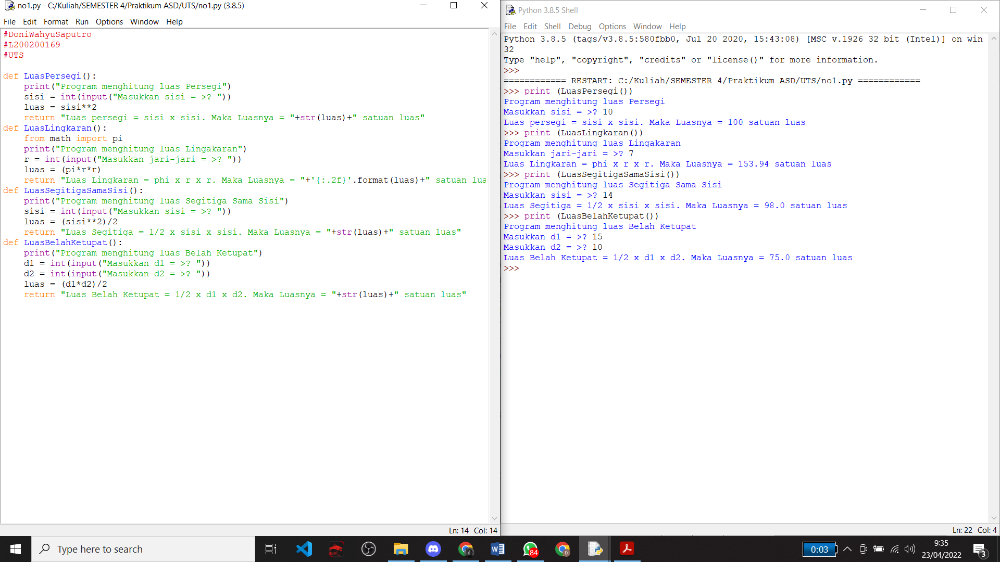 no1.py - C:/Kuliah/SEMESTER 4/Praktikum ASD/UTS/no1.py (3.8.5)
File Edit Format Run Options Window Help
#DoniWahyuSaputro
#L200200169
#UTS
def LuasPersegi():
    print("Program menghitung luas Persegi")
    sisi = int(input("Masukkan sisi = >? "))
    luas = sisi**2
    return "Luas persegi = sisi x sisi. Maka Luasnya = "+str(luas)+" satuan luas"
def LuasLingkaran():
    from math import pi
    print("Program menghitung luas Lingakaran")
    r = int(input("Masukkan jari-jari = >? "))
    luas = (pi*r*r)
    return "Luas Lingkaran = phi x r x r. Maka Luasnya = "+'{:.2f}'.format(luas)+" satuan lua
def LuasSegitigaSamaSisi():
    print("Program menghitung luas Segitiga Sama Sisi")
    sisi = int(input("Masukkan sisi = >? "))
    luas = (sisi**2)/2
    return "Luas Segitiga = 1/2 x sisi x sisi. Maka Luasnya = "+str(luas)+" satuan luas"
def LuasBelahKetupat():
    print("Program menghitung luas Belah Ketupat")
    d1 = int(input("Masukkan d1 = >? "))
    d2 = int(input("Masukkan d2 = >? "))
    luas = (d1*d2)/2
    return "Luas Belah Ketupat = 1/2 x d1 x d2. Maka Luasnya = "+str(luas)+" satuan luas"
Ln: 14 Col: 14
Python 3.8.5 Shell
File Edit Shell Debug Options Window Help
Python 3.8.5 (tags/v3.8.5:580fbb0, Jul 20 2020, 15:43:08) [MSC v.1926 32 bit (Intel)] on win
32
Type "help", "copyright", "credits" or "license()" for more information.
>>>
============ RESTART: C:/Kuliah/SEMESTER 4/Praktikum ASD/UTS/no1.py ============
>>> print (LuasPersegi())
Program menghitung luas Persegi
Masukkan sisi = >? 10
Luas persegi = sisi x sisi. Maka Luasnya = 100 satuan luas
>>> print (LuasLingkaran())
Program menghitung luas Lingakaran
Masukkan jari-jari = >? 7
Luas Lingkaran = phi x r x r. Maka Luasnya = 153.94 satuan luas
>>> print (LuasSegitigaSamaSisi())
Program menghitung luas Segitiga Sama Sisi
Masukkan sisi = >? 14
Luas Segitiga = 1/2 x sisi x sisi. Maka Luasnya = 98.0 satuan luas
>>> print (LuasBelahKetupat())
Program menghitung luas Belah Ketupat
Masukkan d1 = >? 15
Masukkan d2 = >? 10
Luas Belah Ketupat = 1/2 x d1 x d2. Maka Luasnya = 75.0 satuan luas
>>>
Ln: 22 Col: 4
Type here to search
84
0:03
9:35
23/04/2022
3